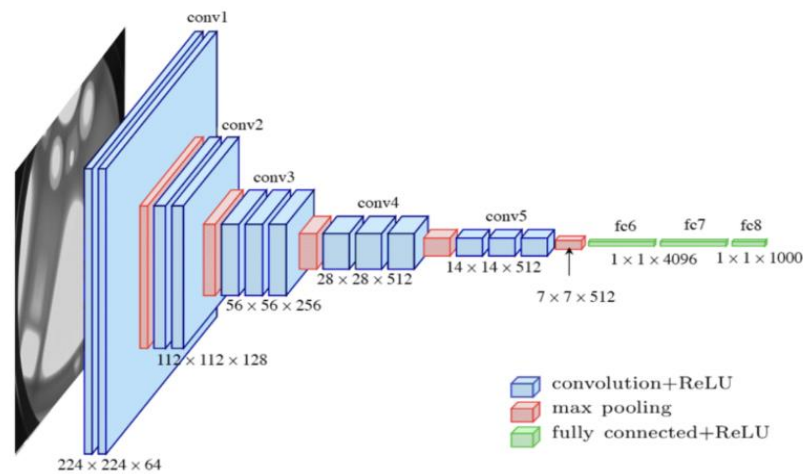 conv1
conv2
conv3
conv4
conv5
fc6
fc7
fc8
1 × 1 × 4096
1 × 1 × 1000
14 × 14 × 512
28 × 28 × 512
7 × 7 × 512
56 × 56 × 256
112 × 112 × 128
224 × 224 × 64
convolution+ReLU
max pooling
fully connected+ReLU